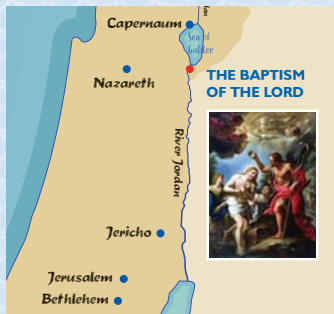 Capernaum
Sea of
Galilee
Nazareth
THE BAPTISM
OF THE LORD
River Jordan
Jericho
Jerusalem
Bethlehem